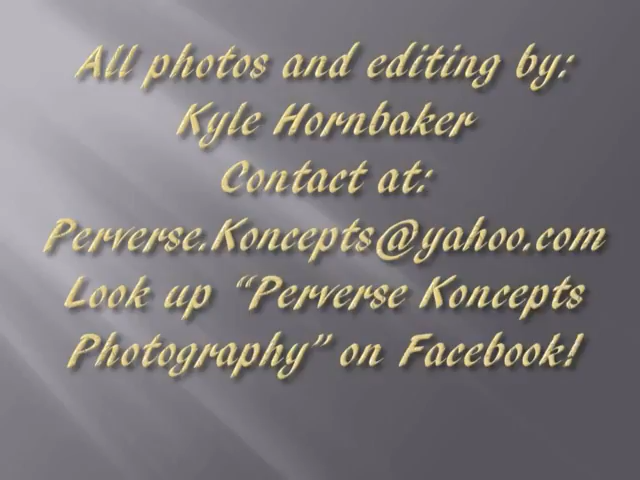 All photos and editing by:
Kyle Hornbaker
Contact at:
Perverse.Koncepts@yahoo.com
Look up “Perverse Koncepts
Photography” on Facebook!